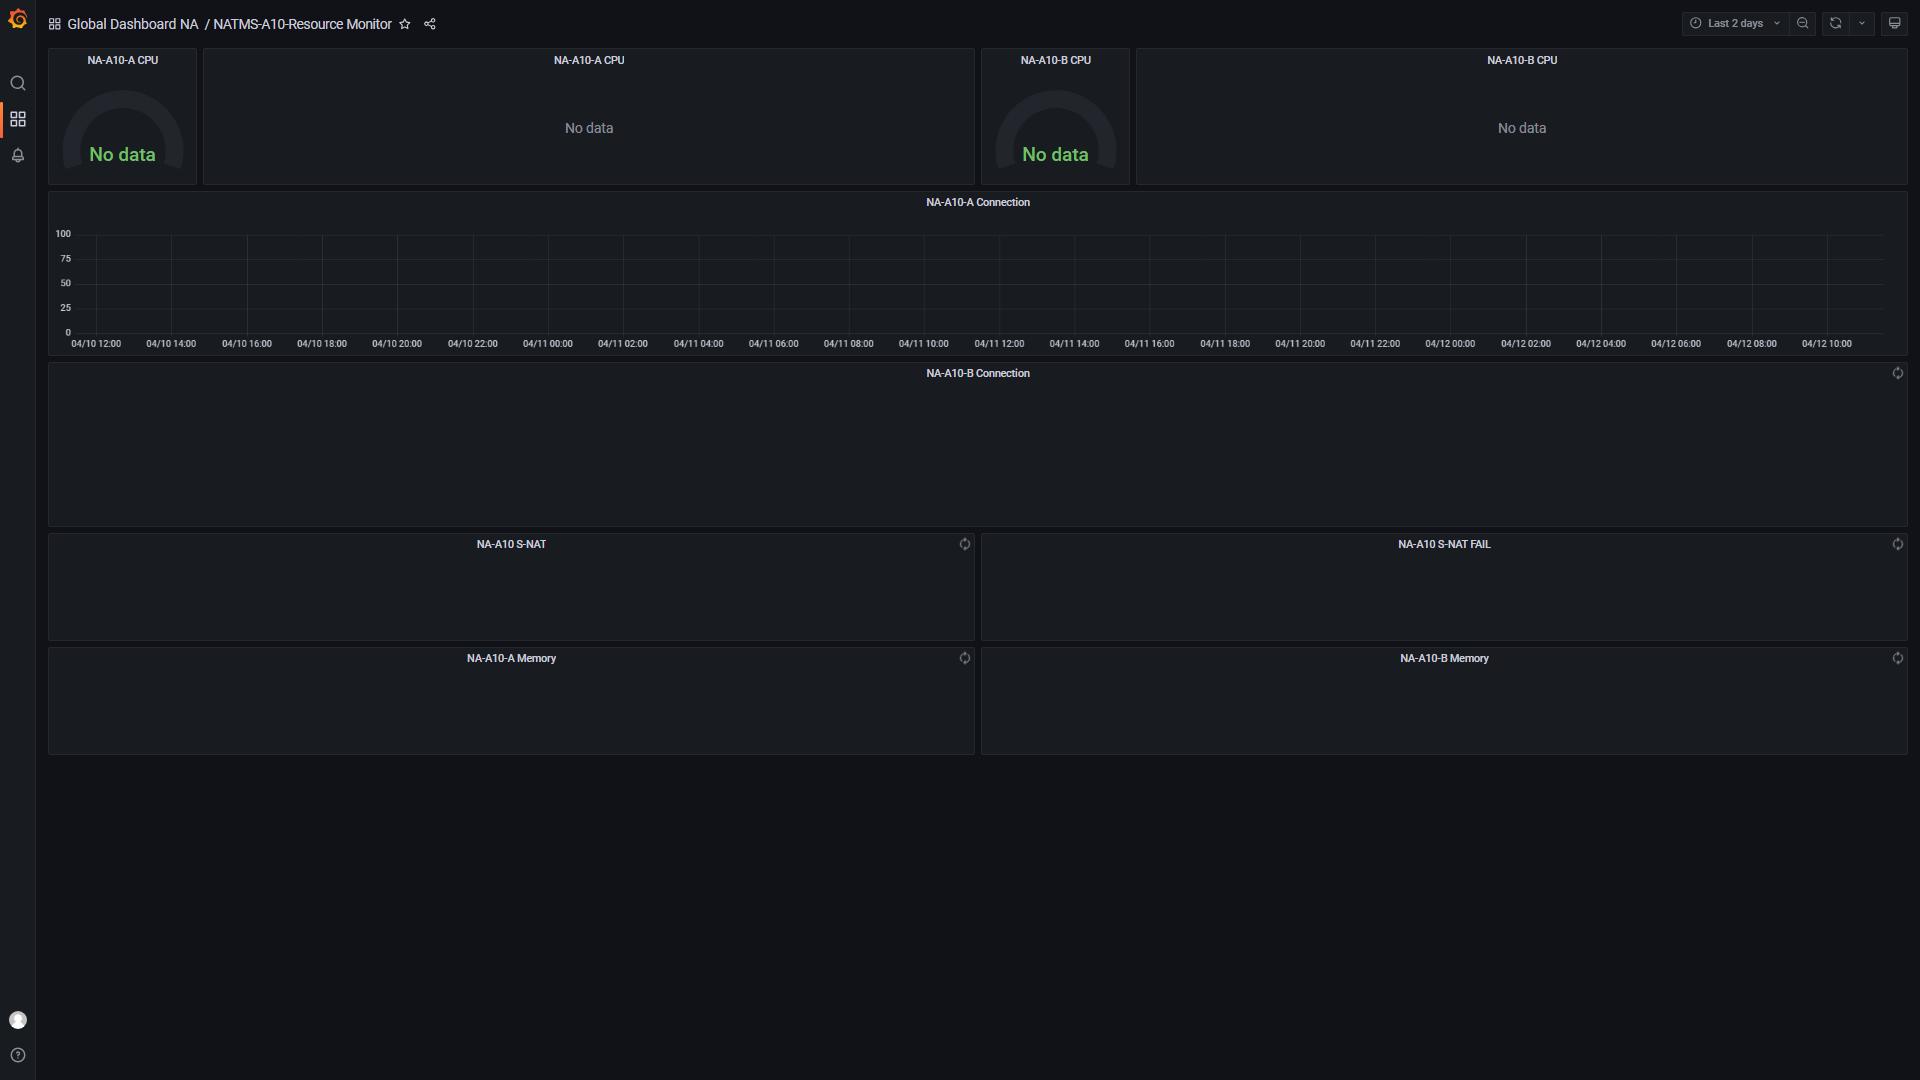 Global Dashboard NA / NATMS-A10-Resource Monitor
Last 2 days
NA-A10-A CPU
NA-A10-A CPU
NA-A10-B CPU
NA-A10-B CPU
No data
No data
No data
No data
NA-A10-A Connection
100
75
50
25
0
04/10 12:00 04/10 14:00 04/10 16:00 04/10 18:00 04/10 20:00 04/10 22:00 04/11 00:00 04/11 02:00 04/11 04:00 04/11 06:00 04/11 08:00 04/11 10:00 04/11 12:00 04/11 14:00 04/11 16:00 04/11 18:00 04/11 20:00 04/11 22:00 04/12 00:00 04/12 02:00 04/12 04:00 04/12 06:00 04/12 08:00 04/12 10:00
NA-A10-B Connection
NA-A10 S-NAT
NA-A10 S-NAT FAIL
NA-A10-A Memory
NA-A10-B Memory